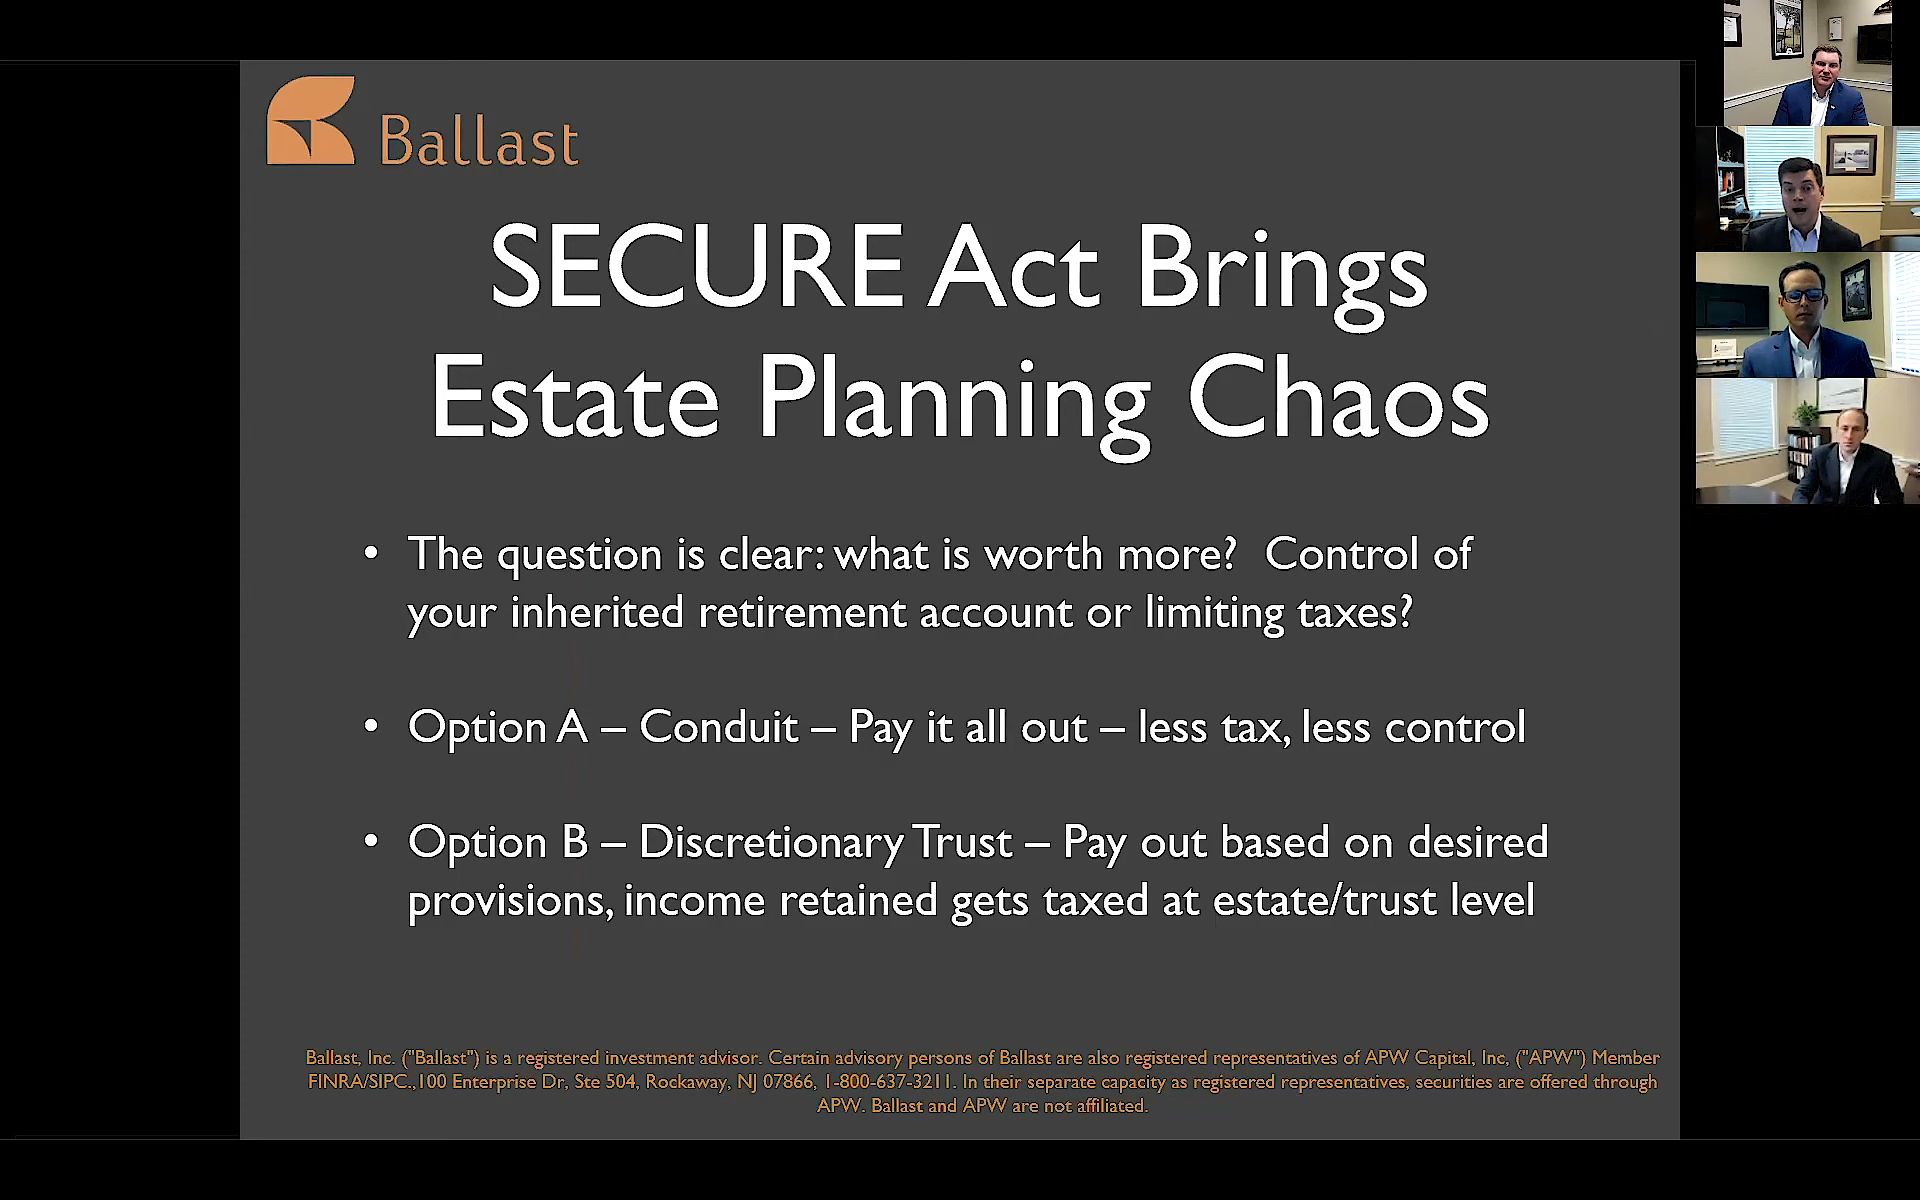 Ballast
SECURE Act Brings
Estate Planning Chaos
• The question is clear: what is worth more?  Control of
your inherited retirement account or limiting taxes?
• Option A – Conduit – Pay it all out – less tax, less control
• Option B – Discretionary Trust – Pay out based on desired
provisions, income retained gets taxed at estate/trust level
Ballast, Inc. ("Ballast") is a registered investment advisor. Certain advisory persons of Ballast are also registered representatives of APW Capital, Inc, ("APW") Member
FINRA/SIPC.,100 Enterprise Dr, Ste 504, Rockaway, NJ 07866, 1-800-637-3211. In their separate capacity as registered representatives, securities are offered through
APW. Ballast and APW are not affiliated.